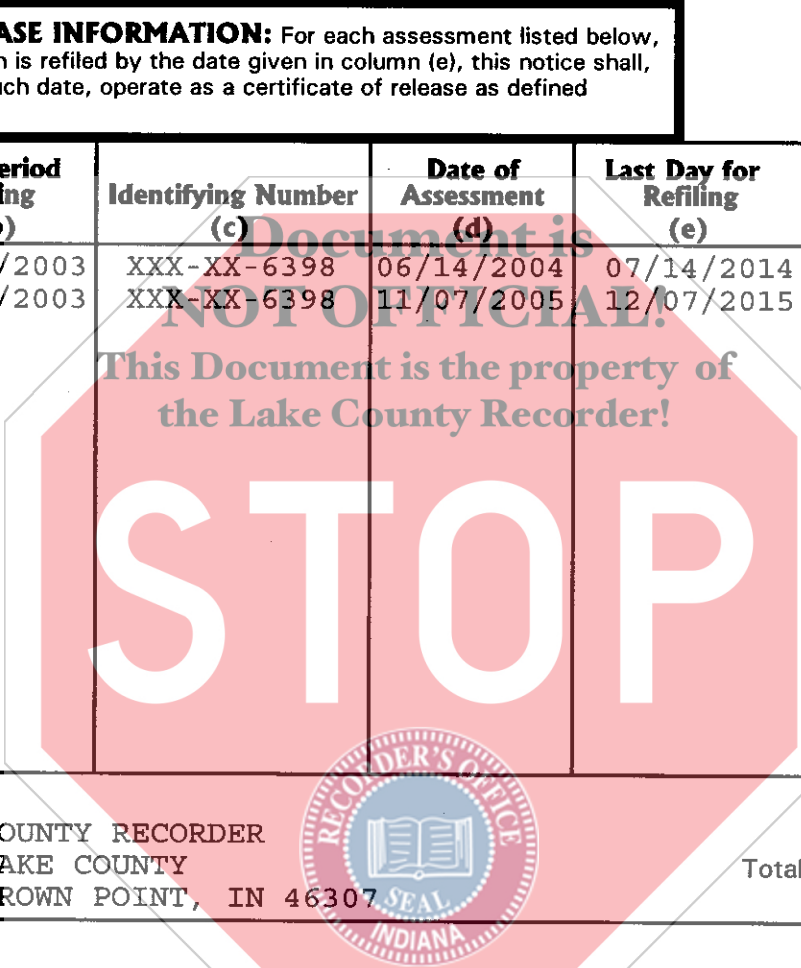 ASE INFORMATION: For each assessment listed below,
n is refiled by the date given in column (e), this notice shall,
uch date, operate as a certificate of release as defined
eriod Identifying Number Date of Assessment Last Day for Refiling
ing
) (c) (d) (e)
/2003 XXX-XX-6398 06/14/2004 07/14/2014
/2003 XXX-XX-6398 11/07/2005 12/07/2015
Document is
NOT OFFICIAL!
This Document is the property of
the Lake County Recorder!
STOP
OUNTY RECORDER
AKE COUNTY
ROWN POINT, IN 46307
Total
RECORDER'S OFFICE
SEAL
INDIANA